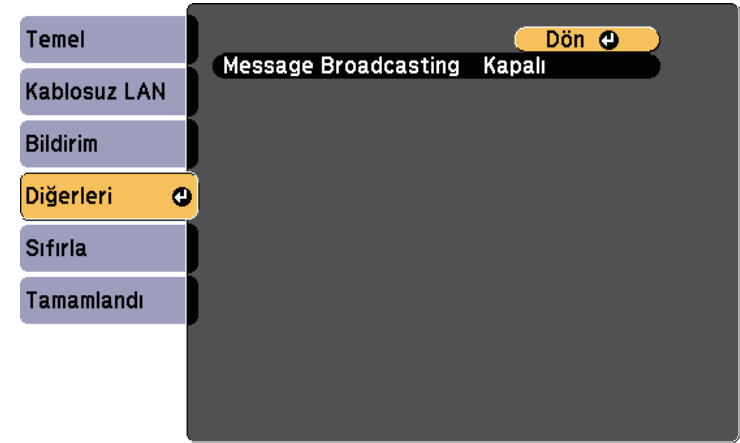 Temel
Kablosuz LAN
Bildirim
Diğerleri
Sıfırla
Tamamlandı
Dön
Message Broadcasting Kapalı